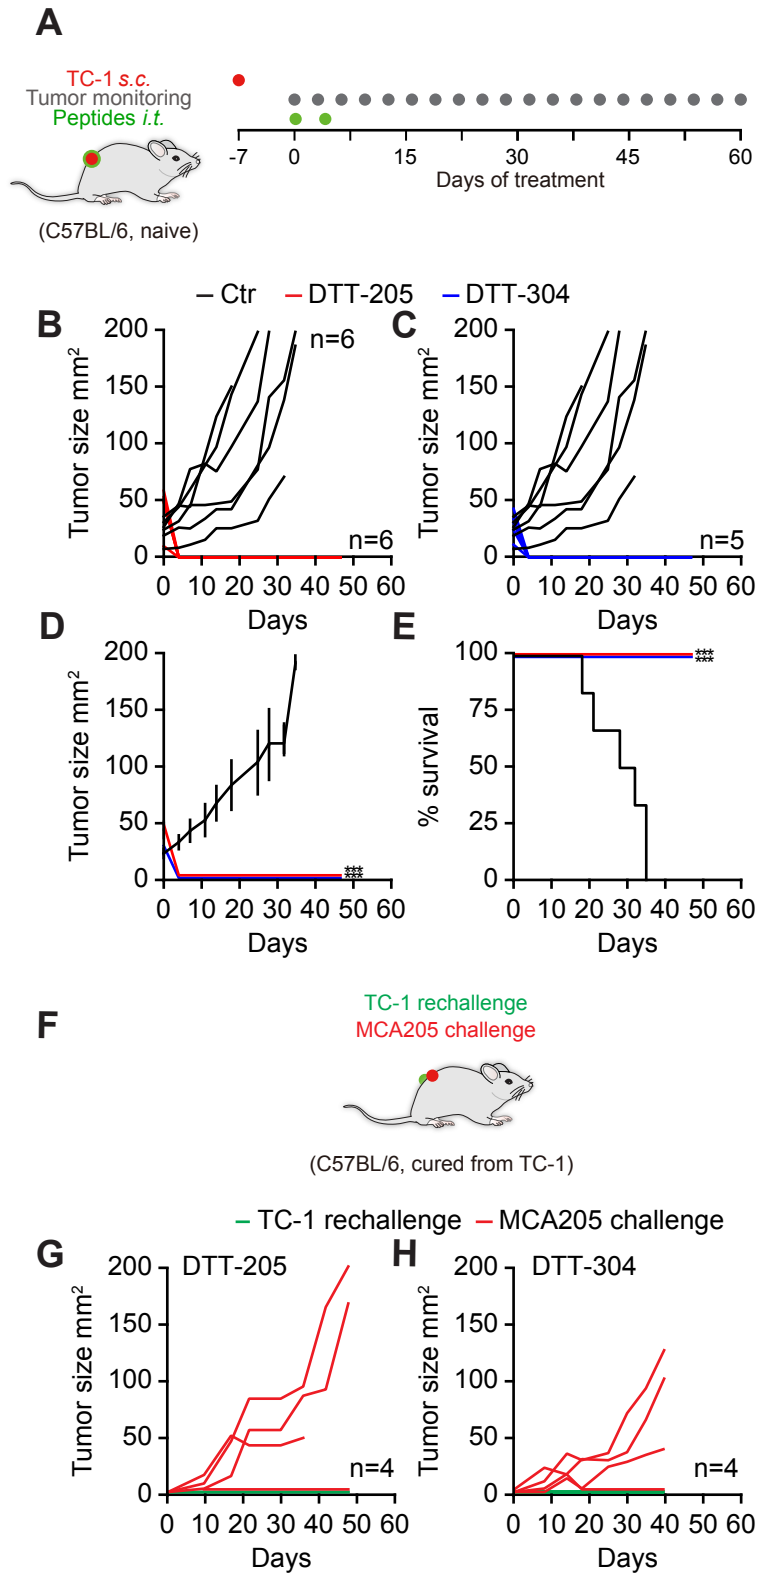 A
TC-1 s.c.
Tumor monitoring
Peptides i.t.
-7 0 15 30 45 60
Days of treatment
(C57BL/6, naive)
Ctr DTT-205 DTT-304
B
200
150
100
50
0
Tumor size mm²
n=6
n=6
0 10 20 30 40 50 60
Days
C
200
150
100
50
0
Tumor size mm²
n=5
0 10 20 30 40 50 60
Days
D
200
150
100
50
0
Tumor size mm²
***
***
0 10 20 30 40 50 60
Days
E
100
75
50
25
0
% survival
***
***
0 10 20 30 40 50 60
Days
F
TC-1 rechallenge
MCA205 challenge
(C57BL/6, cured from TC-1)
TC-1 rechallenge MCA205 challenge
G
DTT-205
200
150
100
50
0
Tumor size mm²
n=4
0 10 20 30 40 50 60
Days
H
DTT-304
200
150
100
50
0
Tumor size mm²
n=4
0 10 20 30 40 50 60
Days